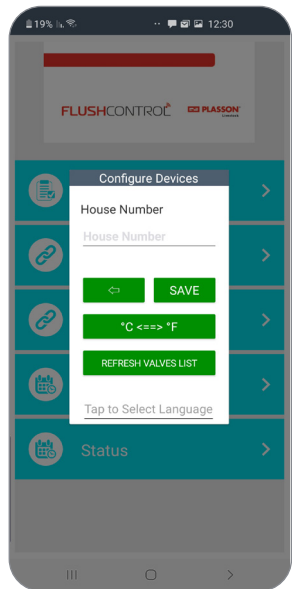 19%
12:30
FLUSHCONTROL
PLASSON
Configure Devices
House Number
House Number
⇦
SAVE
°C <==> °F
REFRESH VALVES LIST
Tap to Select Language
Status